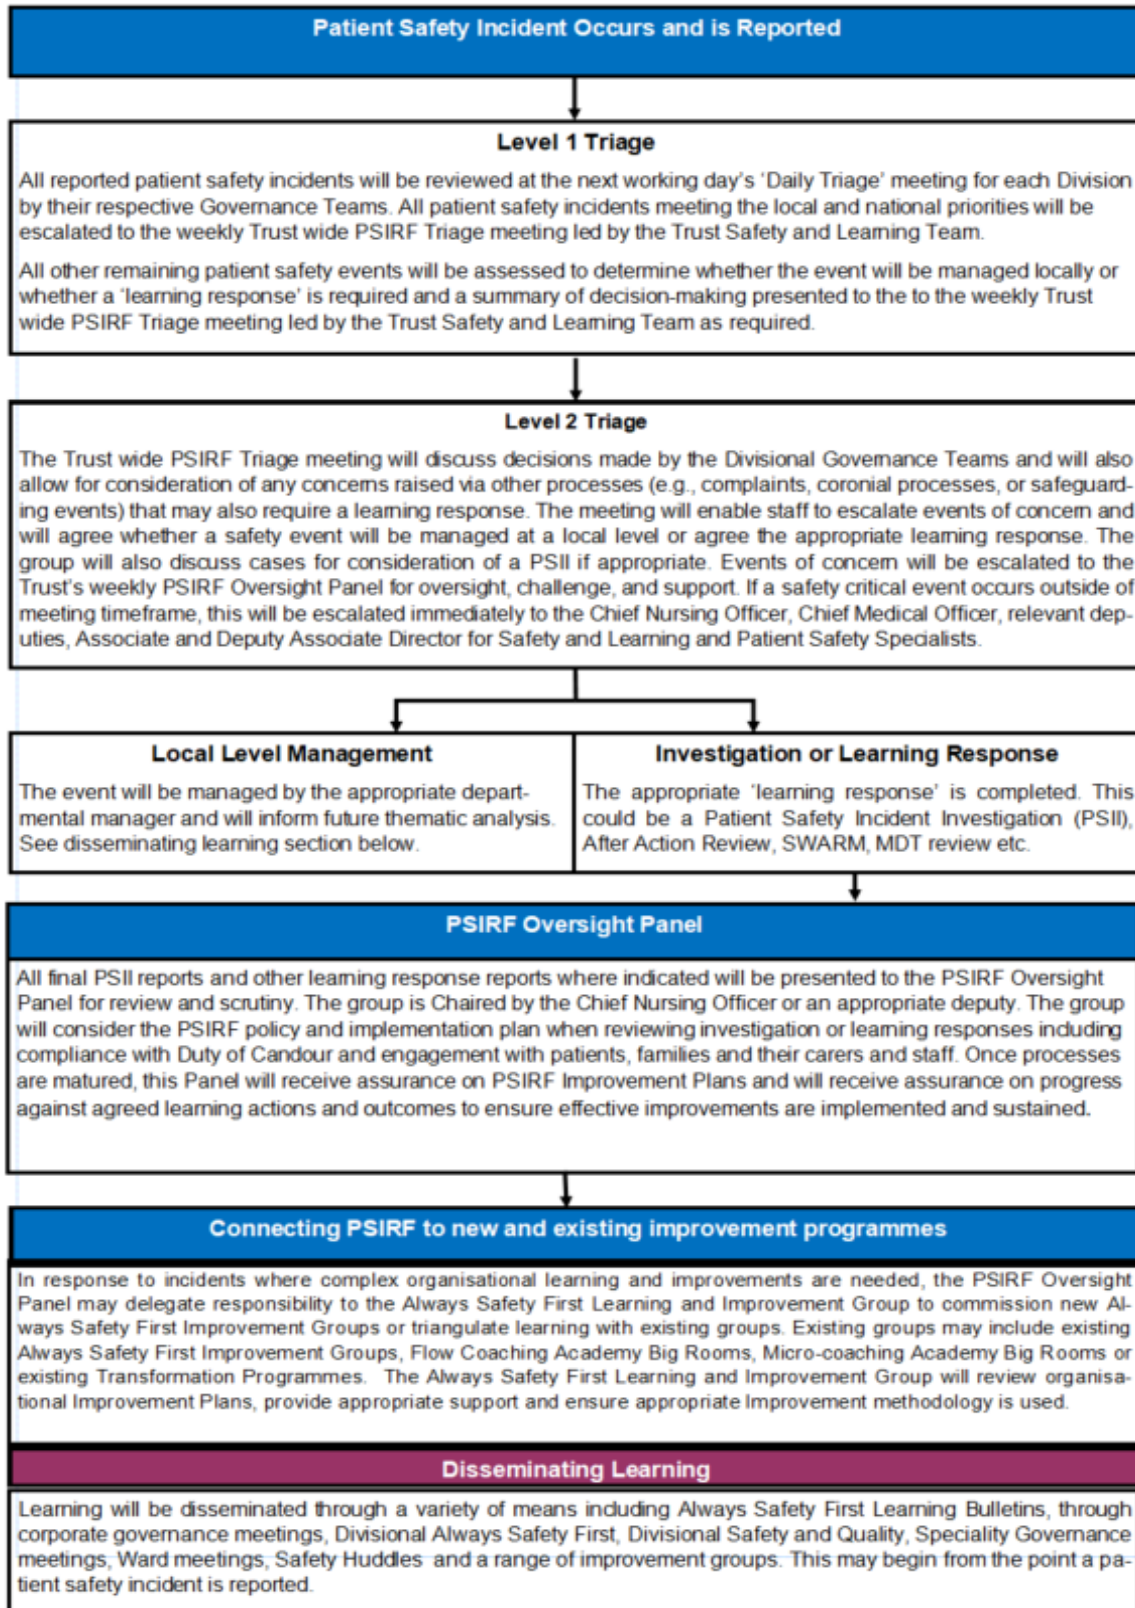 Patient Safety Incident Occurs and is Reported
Level 1 Triage
All reported patient safety incidents will be reviewed at the next working day's 'Daily Triage' meeting for each Division
by their respective Governance Teams. All patient safety incidents meeting the local and national priorities will be
escalated to the weekly Trust wide PSIRF Triage meeting led by the Trust Safety and Learning Team.
All other remaining patient safety events will be assessed to determine whether the event will be managed locally or
whether a 'learning response' is required and a summary of decision-making presented to the to the weekly Trust
wide PSIRF Triage meeting led by the Trust Safety and Learning Team as required.
Level 2 Triage
The Trust wide PSIRF Triage meeting will discuss decisions made by the Divisional Governance Teams and will also
allow for consideration of any concerns raised via other processes (e.g., complaints, coronial processes, or safeguard-
ing events) that may also require a learning response. The meeting will enable staff to escalate events of concern and
will agree whether a safety event will be managed at a local level or agree the appropriate learning response. The
group will also discuss cases for consideration of a PSII if appropriate. Events of concern will be escalated to the
Trust's weekly PSIRF Oversight Panel for oversight, challenge, and support. If a safety critical event occurs outside of
meeting timeframe, this will be escalated immediately to the Chief Nursing Officer, Chief Medical Officer, relevant dep-
uties, Associate and Deputy Associate Director for Safety and Learning and Patient Safety Specialists.
Local Level Management
The event will be managed by the appropriate depart-
mental manager and will inform future thematic analysis.
See disseminating learning section below.
Investigation or Learning Response
The appropriate 'learning response' is completed. This
could be a Patient Safety Incident Investigation (PSII),
After Action Review, SWARM, MDT review etc.
PSIRF Oversight Panel
All final PSII reports and other learning response reports where indicated will be presented to the PSIRF Oversight
Panel for review and scrutiny. The group is Chaired by the Chief Nursing Officer or an appropriate deputy. The group
will consider the PSIRF policy and implementation plan when reviewing investigation or learning responses including
compliance with Duty of Candour and engagement with patients, families and their carers and staff. Once processes
are matured, this Panel will receive assurance on PSIRF Improvement Plans and will receive assurance on progress
against agreed learning actions and outcomes to ensure effective improvements are implemented and sustained.
Connecting PSIRF to new and existing improvement programmes
In response to incidents where complex organisational learning and improvements are needed, the PSIRF Oversight
Panel may delegate responsibility to the Always Safety First Learning and Improvement Group to commission new Al-
ways Safety First Improvement Groups or triangulate learning with existing groups. Existing groups may include existing
Always Safety First Improvement Groups, Flow Coaching Academy Big Rooms, Micro-coaching Academy Big Rooms or
existing Transformation Programmes. The Always Safety First Learning and Improvement Group will review organisa-
tional Improvement Plans, provide appropriate support and ensure appropriate Improvement methodology is used.
Disseminating Learning
Learning will be disseminated through a variety of means including Always Safety First Learning Bulletins, through
corporate governance meetings, Divisional Always Safety First, Divisional Safety and Quality, Speciality Governance
meetings, Ward meetings, Safety Huddles and a range of improvement groups. This may begin from the point a pa-
tient safety incident is reported.